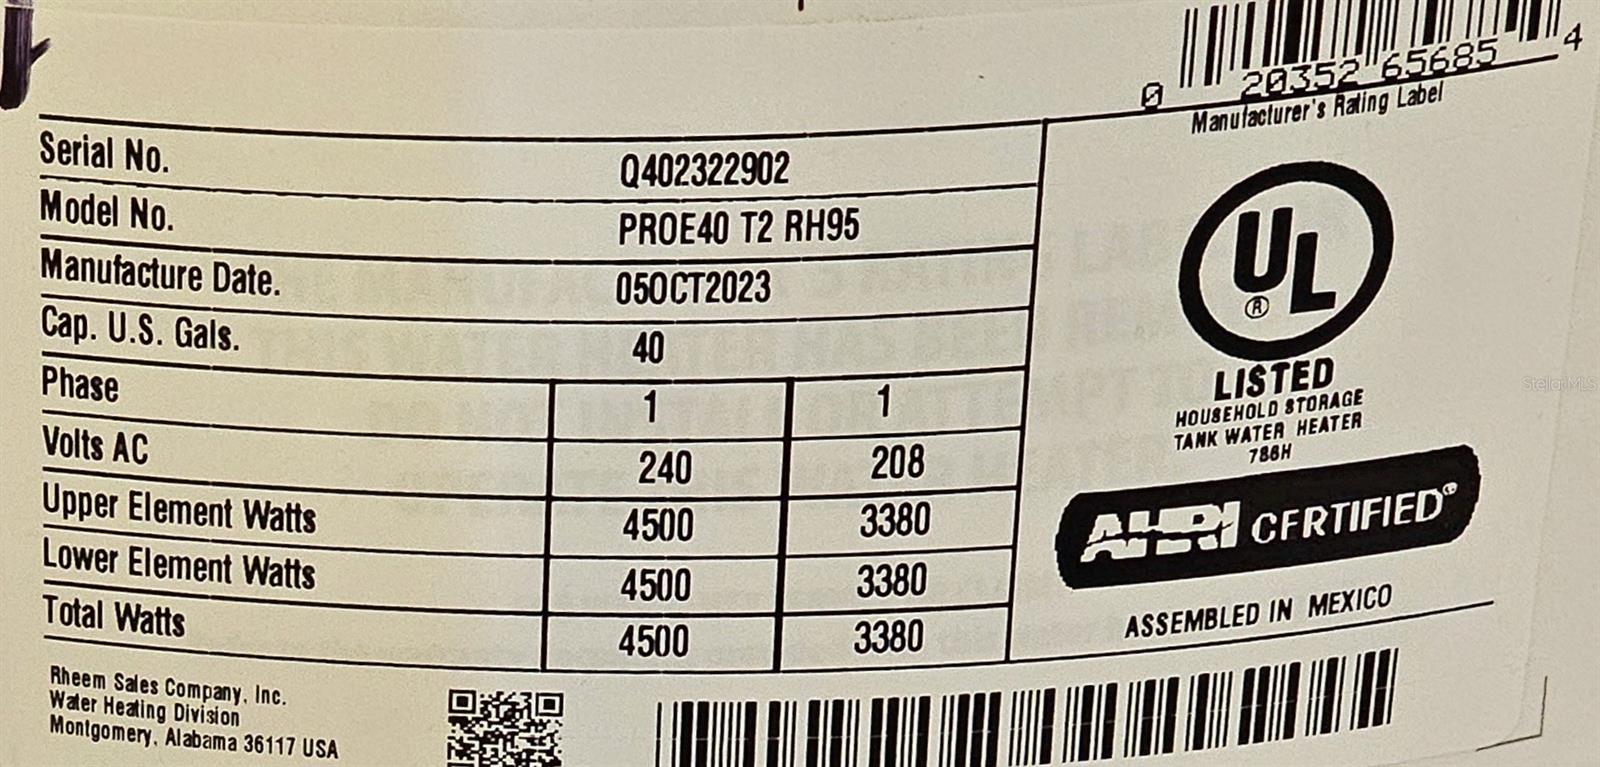 0 20352 65685 4
Manufacturer's Rating Label
Serial No. Q402322902
Model No. PROE40 T2 RH95
Manufacture Date. 05OCT2023
Cap. U.S. Gals. 40
Phase 1 1
Volts AC 240 208
Upper Element Watts 4500 3380
Lower Element Watts 4500 3380
Total Watts 4500 3380
UL
®
LISTED
HOUSEHOLD STORAGE
TANK WATER HEATER
786H
AHRI CERTIFIED®
ASSEMBLED IN MEXICO
Rheem Sales Company, Inc.
Water Heating Division
Montgomery, Alabama 36117 USA
Stellar MLS